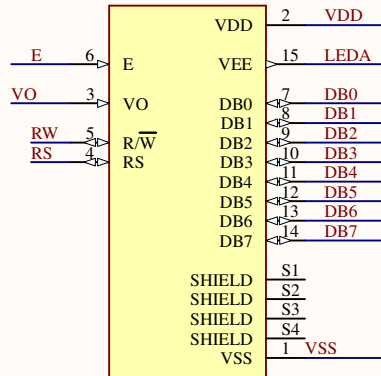 VDD 2 VDD
E 6 E VEE 15 LEDA
VO 3 VO DB0 7 DB0
DB1 8 DB1
RW 5 R/W̅ DB2 9 DB2
RS 4 RS DB3 10 DB3
DB4 11 DB4
DB5 12 DB5
DB6 13 DB6
DB7 14 DB7
SHIELD S1
SHIELD S2
SHIELD S3
SHIELD S4
VSS 1 VSS